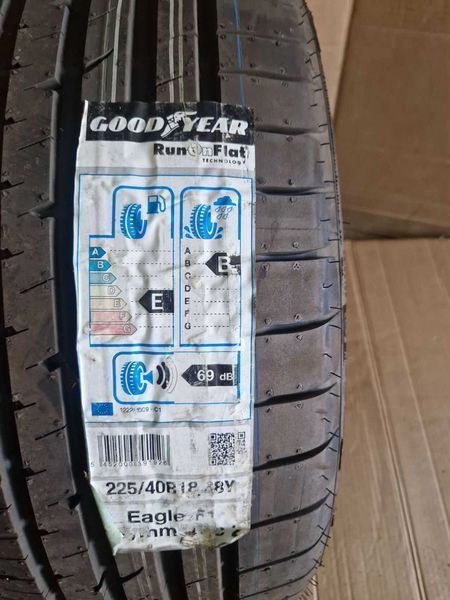 GOODYEAR
RunOnFlat
TECHNOLOGY
A
B
C
D
E
F
G
E
A
B
C
D
E
F
G
B
69 dB
225/40R18 88Y
Eagle F1